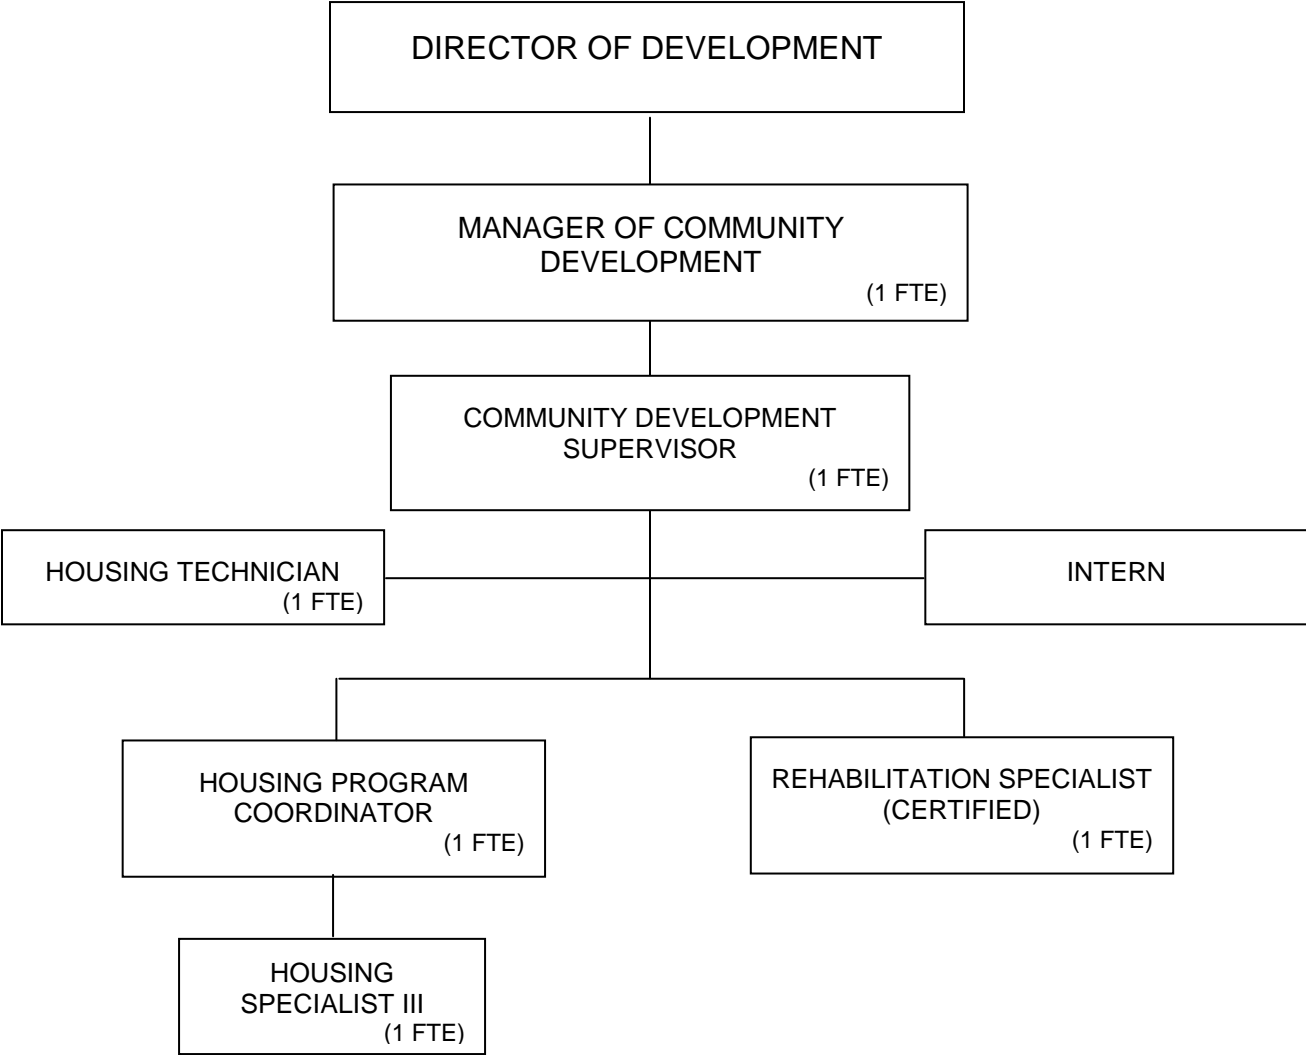 DIRECTOR OF DEVELOPMENT
MANAGER OF COMMUNITY
DEVELOPMENT
(1 FTE)
COMMUNITY DEVELOPMENT
SUPERVISOR
(1 FTE)
HOUSING TECHNICIAN
(1 FTE)
INTERN
HOUSING PROGRAM
COORDINATOR
(1 FTE)
REHABILITATION SPECIALIST
(CERTIFIED)
(1 FTE)
HOUSING
SPECIALIST III
(1 FTE)